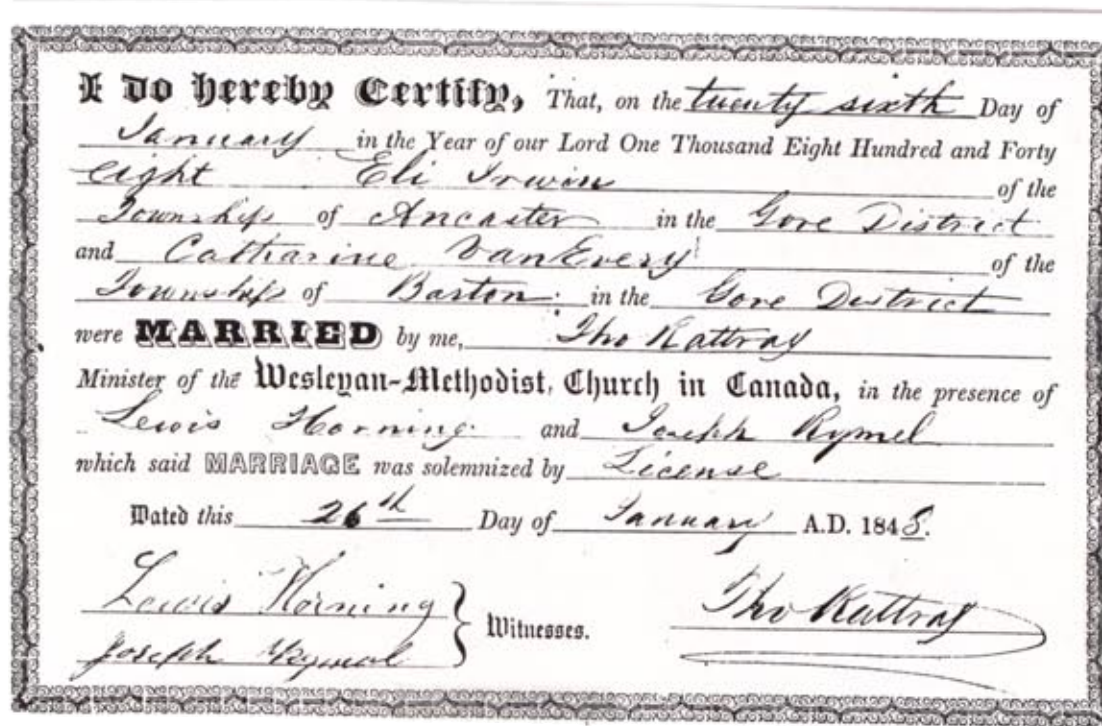 I do hereby Certify, That, on the twenty sixth Day of
January in the Year of our Lord One Thousand Eight Hundred and Forty
eight Eli Irwin of the
Township of Ancaster in the Gore District
and Catharine VanEvery of the
Township of Barton in the Gore District
were MARRIED by me, Tho Rattray
Minister of the Wesleyan-Methodist, Church in Canada, in the presence of
Lewis Horning and Joseph Rymel
which said MARRIAGE was solemnized by License
Dated this 26th Day of January A.D. 1848.
Lewis Horning
Joseph Rymal
Witnesses.
Tho Rattray